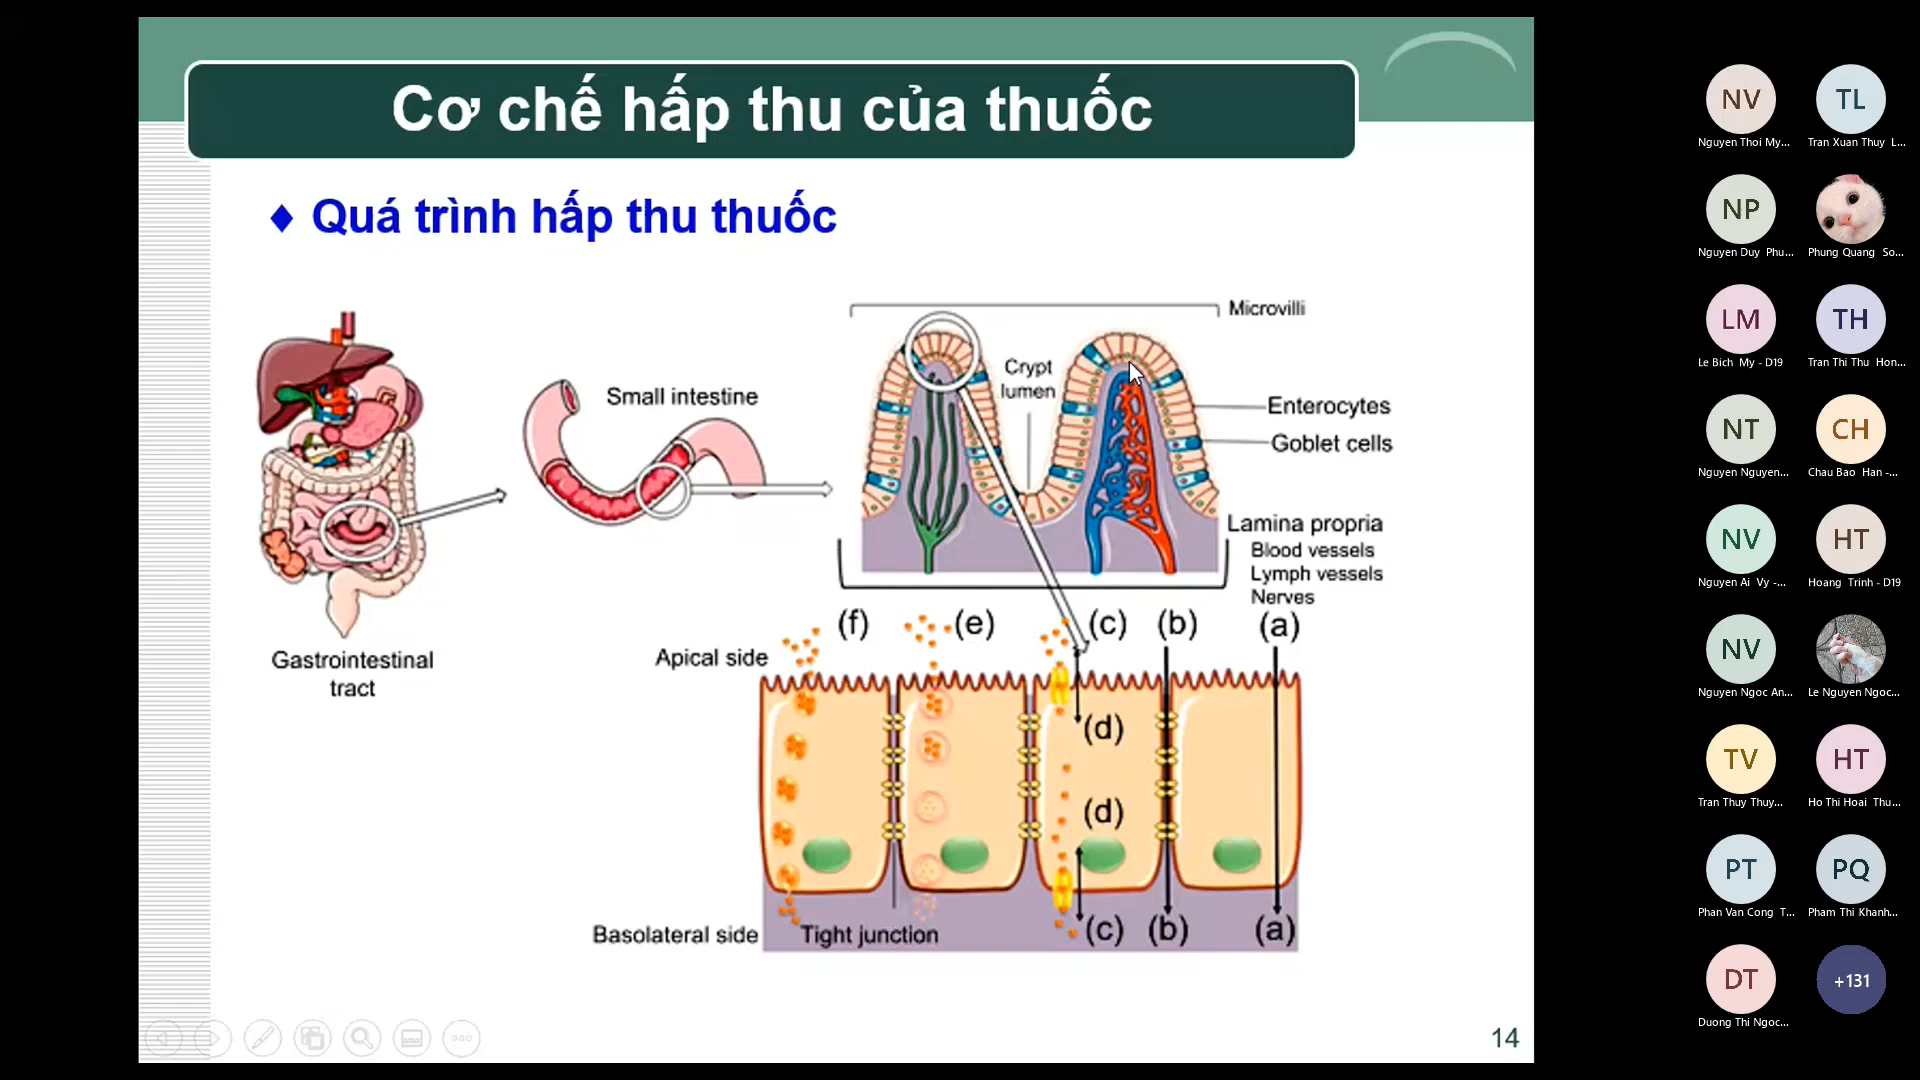 Cơ chế hấp thu của thuốc
♦ Quá trình hấp thu thuốc
Microvilli
Crypt
lumen
Small intestine
Enterocytes
Goblet cells
Lamina propria
Blood vessels
Lymph vessels
Nerves
Gastrointestinal
tract
(f) (e) (c) (b) (a)
Apical side
(d)
(d)
Basolateral side
Tight junction
(c) (b) (a)
14
NV
Nguyen Thoi My...
TL
Tran Xuan Thuy L...
NP
Nguyen Duy Phu...
Phung Quang So...
LM
Le Bich My - D19
TH
Tran Thi Thu Hon...
NT
Nguyen Nguyen...
CH
Chau Bao Han -...
NV
Nguyen Ai Vy -...
HT
Hoang Trinh - D19
NV
Nguyen Ngoc An...
Le Nguyen Ngoc...
TV
Tran Thuy Thuy...
HT
Ho Thi Hoai Thu...
PT
Phan Van Cong T...
PQ
Pham Thi Khanh...
DT
Duong Thi Ngoc...
+131